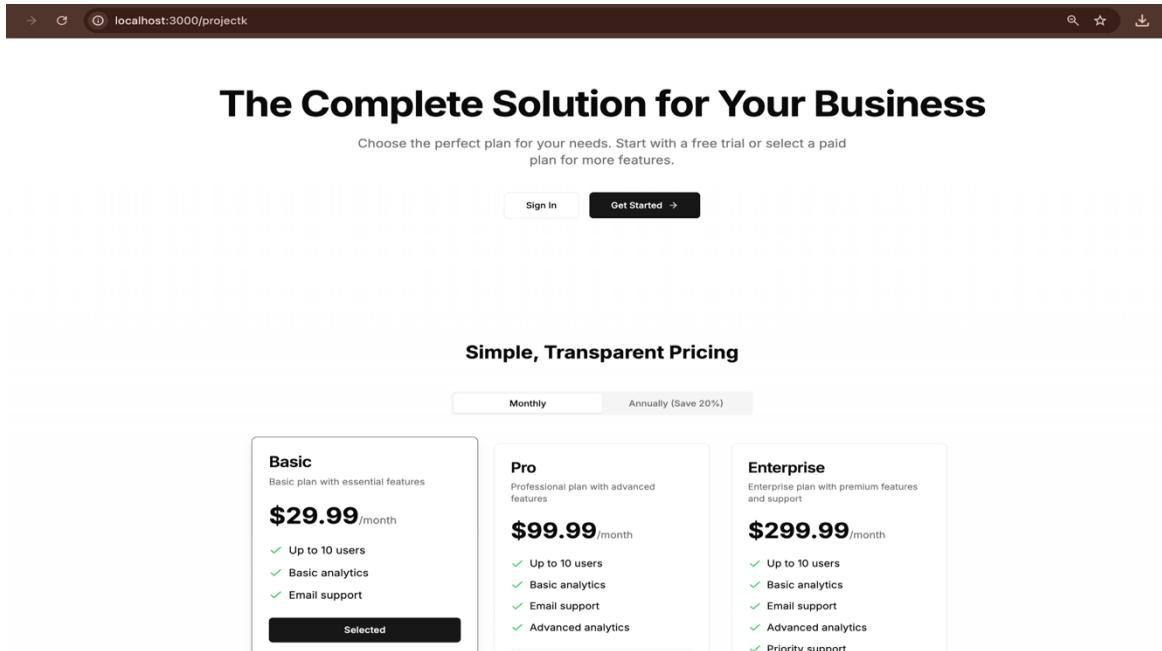 localhost:3000/projectk
The Complete Solution for Your Business
Choose the perfect plan for your needs. Start with a free trial or select a paid
plan for more features.
Sign In
Get Started →
Simple, Transparent Pricing
Monthly
Annually (Save 20%)
Basic
Basic plan with essential features
$29.99/month
Up to 10 users
Basic analytics
Email support
Selected
Pro
Professional plan with advanced
features
$99.99/month
Up to 10 users
Basic analytics
Email support
Advanced analytics
Enterprise
Enterprise plan with premium features
and support
$299.99/month
Up to 10 users
Basic analytics
Email support
Advanced analytics
Priority support